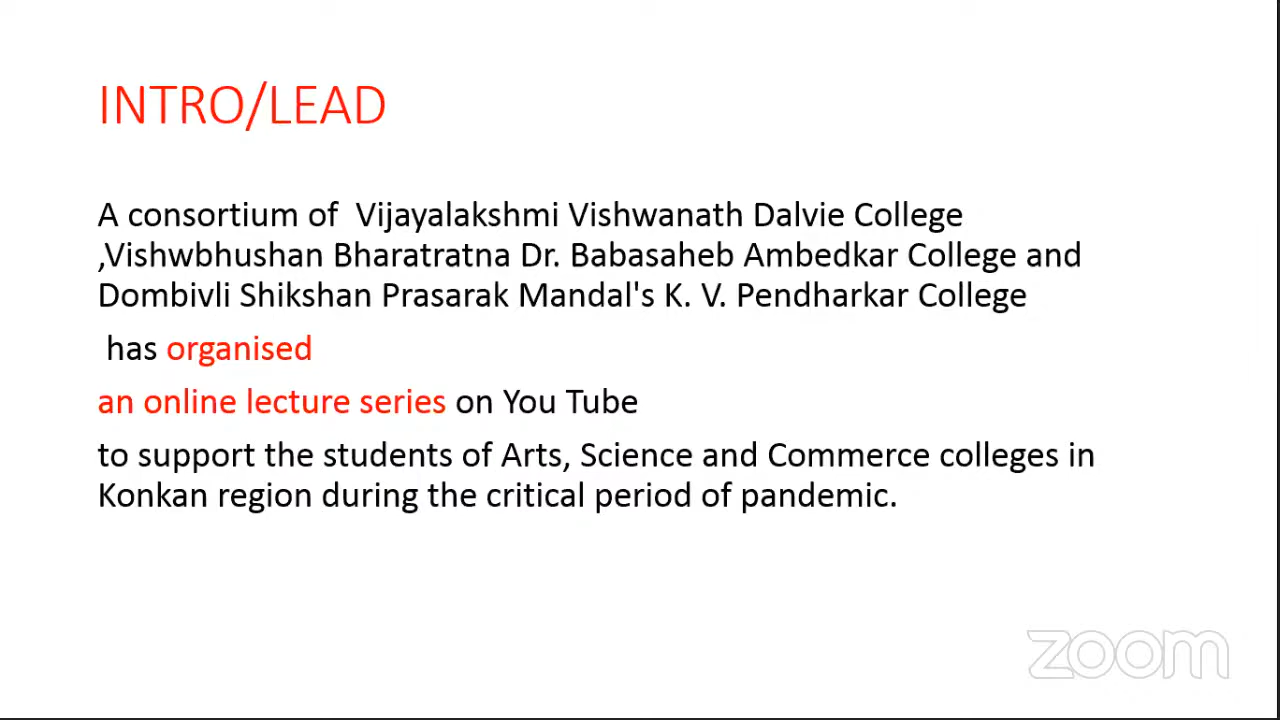 INTRO/LEAD
A consortium of  Vijayalakshmi Vishwanath Dalvie College
,Vishwbhushan Bharatratna Dr. Babasaheb Ambedkar College and
Dombivli Shikshan Prasarak Mandal's K. V. Pendharkar College
has organised
an online lecture series on You Tube
to support the students of Arts, Science and Commerce colleges in
Konkan region during the critical period of pandemic.
zoom